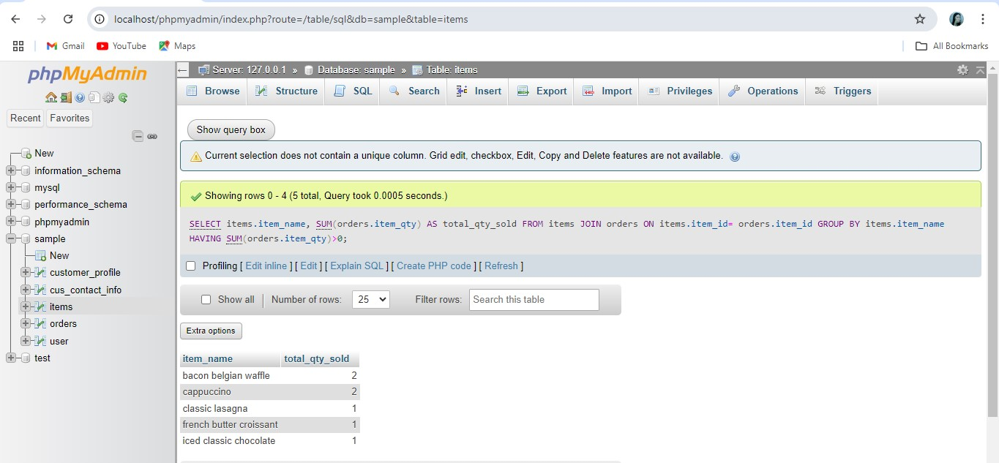 localhost/phpmyadmin/index.php?route=/table/sql&db=sample&table=items
Gmail YouTube Maps All Bookmarks
phpMyAdmin
Recent Favorites
New
information_schema
mysql
performance_schema
phpmyadmin
sample
New
customer_profile
cus_contact_info
items
orders
user
test
Server: 127.0.0.1 » Database: sample » Table: items
Browse Structure SQL Search Insert Export Import Privileges Operations Triggers
Show query box
Current selection does not contain a unique column. Grid edit, checkbox, Edit, Copy and Delete features are not available.
Showing rows 0 - 4 (5 total, Query took 0.0005 seconds.)
SELECT items.item_name, SUM(orders.item_qty) AS total_qty_sold FROM items JOIN orders ON items.item_id= orders.item_id GROUP BY items.item_name
HAVING SUM(orders.item_qty)>0;
Profiling [ Edit inline ] [ Edit ] [ Explain SQL ] [ Create PHP code ] [ Refresh ]
Show all | Number of rows: 25 Filter rows: Search this table
Extra options
item_name total_qty_sold
bacon belgian waffle 2
cappuccino 2
classic lasagna 1
french butter croissant 1
iced classic chocolate 1